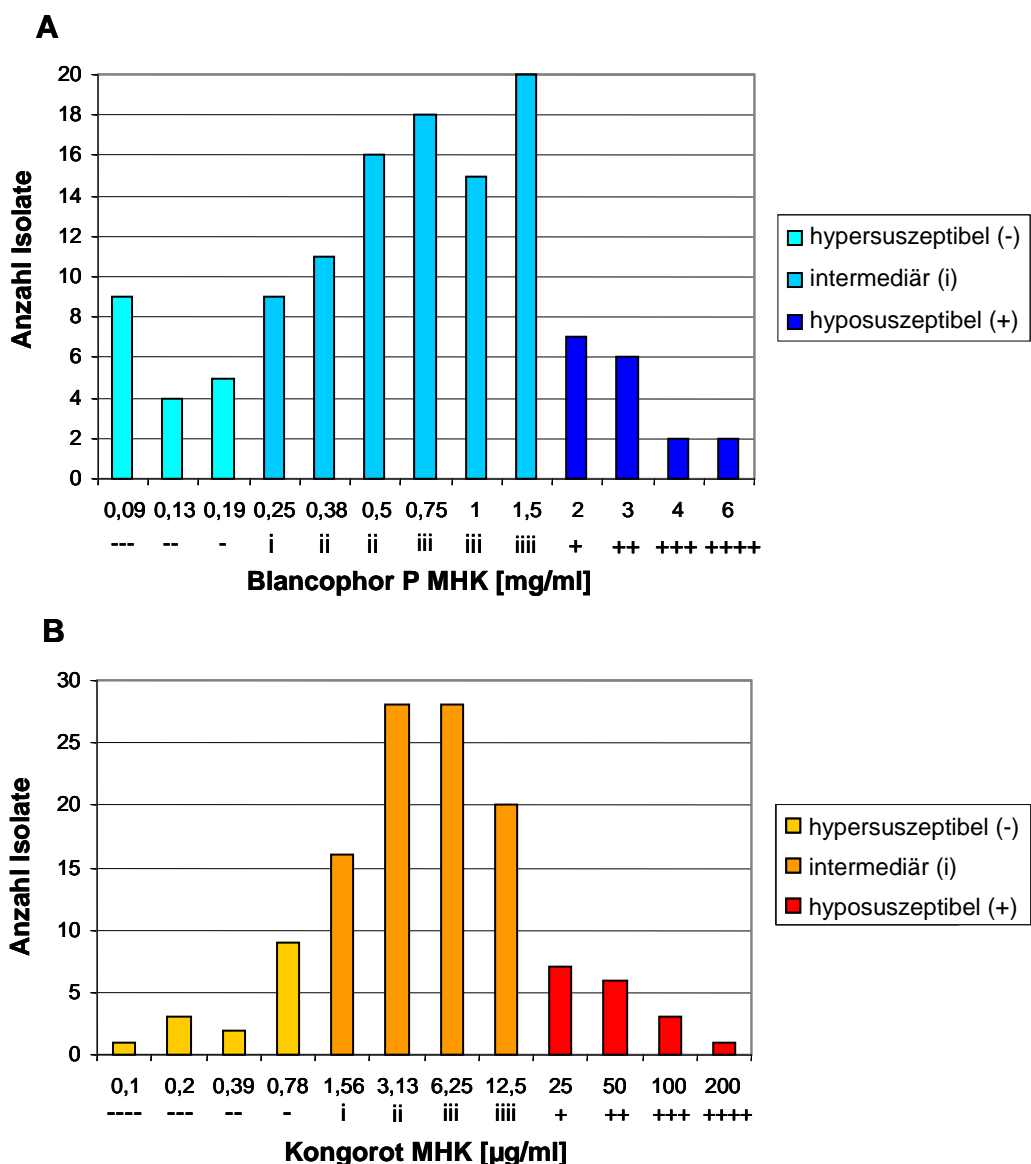 A
20
18
16
14
12
10
8
6
4
2
0
Anzahl Isolate
0,09 0,13 0,19 0,25 0,38 0,5 0,75 1 1,5 2 3 4 6
--- -- - i ii ii iii iii iiii + ++ +++ ++++
Blancophor P MHK [mg/ml]
hypersuszeptibel (-)
intermediär (i)
hyposuszeptibel (+)
B
30
25
20
15
10
5
0
Anzahl Isolate
0,1 0,2 0,39 0,78 1,56 3,13 6,25 12,5 25 50 100 200
---- --- -- - i ii iii iiii + ++ +++ ++++
Kongorot MHK [µg/ml]
hypersuszeptibel (-)
intermediär (i)
hyposuszeptibel (+)